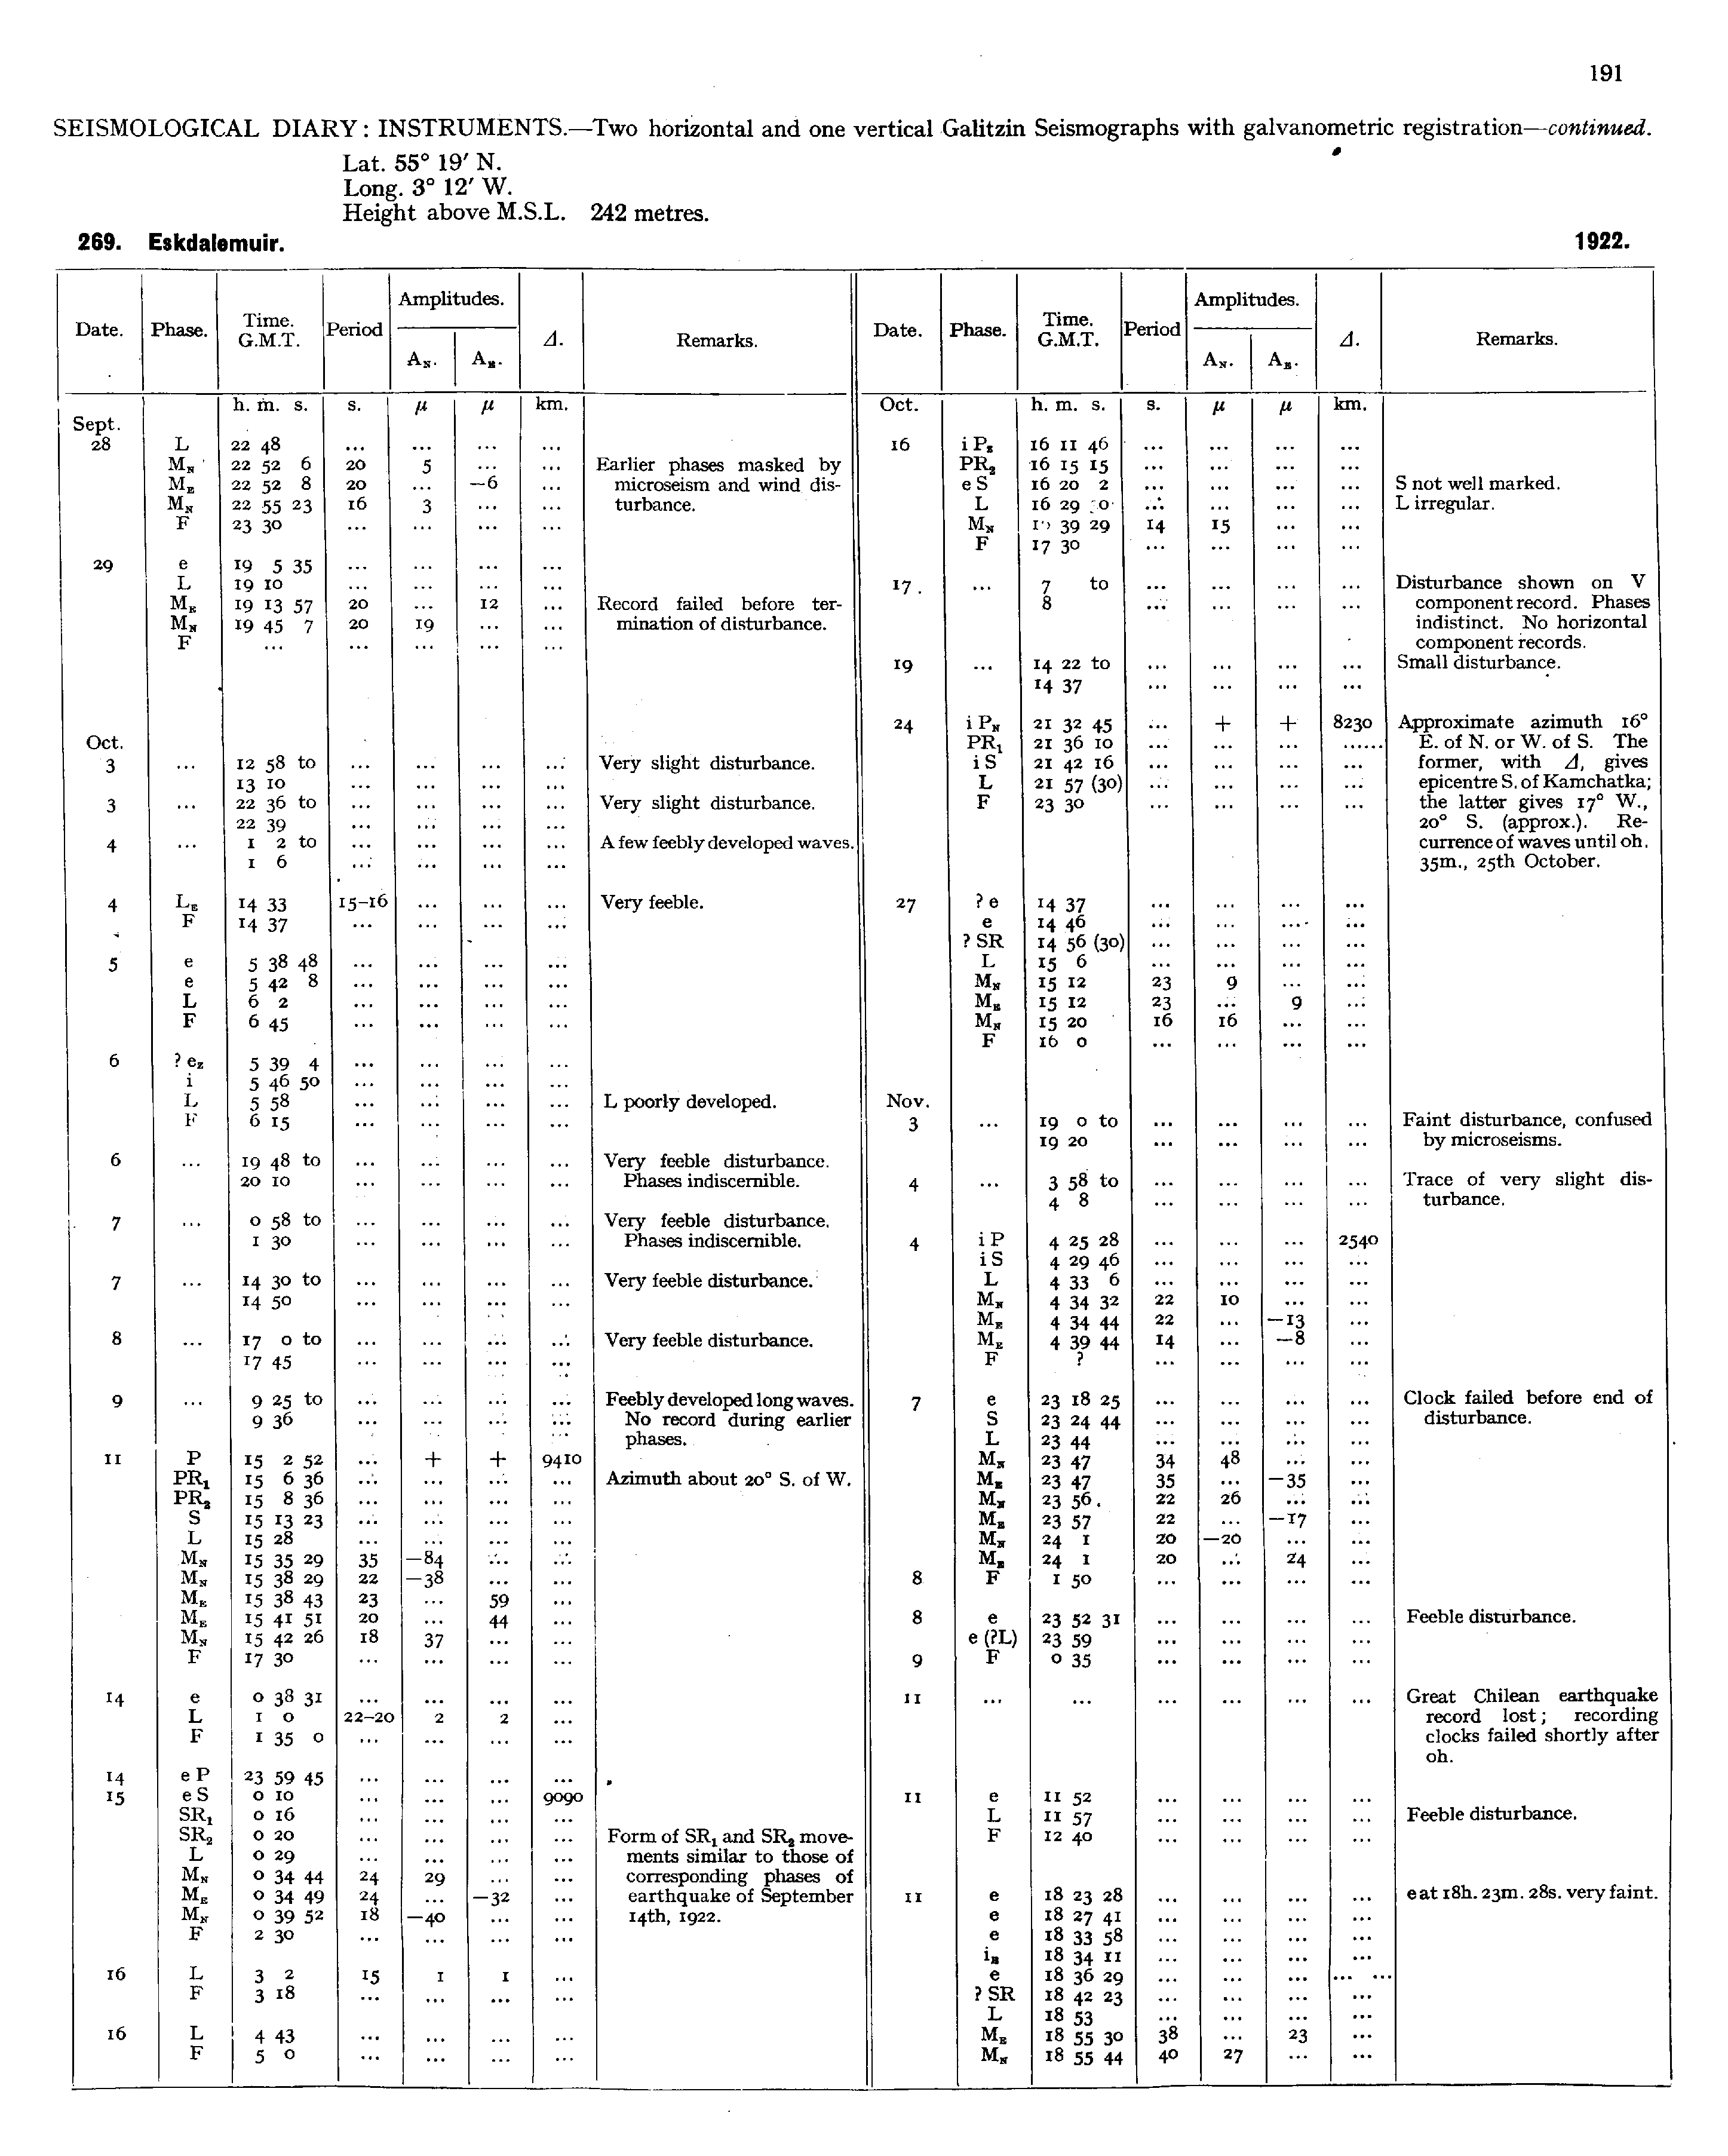 191
SEISMOLOGICAL DIARY: INSTRUMENTS.—Two horizontal and one vertical Galitzin Seismographs with galvanometric registration—continued.
Lat. 55° 19′ N.
Long. 3° 12′ W.
Height above M.S.L. 242 metres.
269. Eskdalemuir. 1922.
Date. Phase. Time. G.M.T. Period Amplitudes. A_N. A_E. Δ. Remarks.
h. m. s. s. μ μ km.
Sept.
28 L 22 48 ... ... ... ...
M_N 22 52 6 20 5 ... ... Earlier phases masked by
M_E 22 52 8 20 ... —6 ... microseism and wind dis-
M_N 22 55 23 16 3 ... ... turbance.
F 23 30 ... ... ... ...
29 e 19 5 35 ... ... ... ...
L 19 10 ... ... ... ...
M_E 19 13 57 20 ... 12 ... Record failed before ter-
M_N 19 45 7 20 19 ... ... mination of disturbance.
F ... ... ... ... ...
Oct.
3 ... 12 58 to ... ... ... ... Very slight disturbance.
13 10 ... ... ... ...
3 ... 22 36 to ... ... ... ... Very slight disturbance.
22 39 ... ... ... ...
4 ... 1 2 to ... ... ... ... A few feebly developed waves.
1 6 ... ... ... ...
4 L_E 14 33 15–16 ... ... ... Very feeble.
F 14 37 ... ... ... ...
5 e 5 38 48 ... ... ... ...
e 5 42 8 ... ... ... ...
L 6 2 ... ... ... ...
F 6 45 ... ... ... ...
6 ? e_Z 5 39 4 ... ... ... ...
i 5 46 50 ... ... ... ...
L 5 58 ... ... ... ... L poorly developed.
F 6 15 ... ... ... ...
6 ... 19 48 to ... ... ... ... Very feeble disturbance.
20 10 ... ... ... ... Phases indiscernible.
7 ... 0 58 to ... ... ... ... Very feeble disturbance.
1 30 ... ... ... ... Phases indiscernible.
7 ... 14 30 to ... ... ... ... Very feeble disturbance.
14 50 ... ... ... ...
8 ... 17 0 to ... ... ... ... Very feeble disturbance.
17 45 ... ... ... ...
9 ... 9 25 to ... ... ... ... Feebly developed long waves.
9 36 ... ... ... ... No record during earlier
phases.
11 P 15 2 52 ... + + 9410
PR₁ 15 6 36 ... ... ... ... Azimuth about 20° S. of W.
PR₂ 15 8 36 ... ... ... ...
S 15 13 23 ... ... ... ...
L 15 28 ... ... ... ...
M_N 15 35 29 35 —84 ... ...
M_N 15 38 29 22 —38 ... ...
M_E 15 38 43 23 ... 59 ...
M_E 15 41 51 20 ... 44 ...
M_N 15 42 26 18 37 ... ...
F 17 30 ... ... ... ...
14 e 0 38 31 ... ... ... ...
L 1 0 22–20 2 2 ...
F 1 35 0 ... ... ... ...
14 e P 23 59 45 ... ... ... ...
15 e S 0 10 ... ... ... 9090
SR₁ 0 16 ... ... ... ...
SR₂ 0 20 ... ... ... ... Form of SR₁ and SR₂ move-
L 0 29 ... ... ... ... ments similar to those of
M_N 0 34 44 24 29 ... ... corresponding phases of
M_E 0 34 49 24 ... —32 ... earthquake of September
M_N 0 39 52 18 —40 ... ... 14th, 1922.
F 2 30 ... ... ... ...
16 L 3 2 15 1 1 ...
F 3 18 ... ... ... ...
16 L 4 43 ... ... ... ...
F 5 0 ... ... ... ...
Date. Phase. Time. G.M.T. Period Amplitudes. A_N. A_E. Δ. Remarks.
Oct. h. m. s. s. μ μ km.
16 i P_Z 16 11 46 ... ... ... ...
PR₂ 16 15 15 ... ... ... ...
e S 16 20 2 ... ... ... ... S not well marked.
L 16 29 0 ... ... ... ... L irregular.
M_N 39 29 14 15 ... ...
F 17 30 ... ... ... ...
17. ... 7 to ... ... ... ... Disturbance shown on V
8 ... ... ... ... component record. Phases
indistinct. No horizontal
component records.
19 ... 14 22 to ... ... ... ... Small disturbance.
14 37 ... ... ... ...
24 i P_N 21 32 45 ... + + 8230 Approximate azimuth 16°
PR₁ 21 36 10 ... ... ... ...... E. of N. or W. of S. The
i S 21 42 16 ... ... ... ... former, with Δ, gives
L 21 57 (30) ... ... ... ... epicentre S. of Kamchatka;
F 23 30 ... ... ... ... the latter gives 17° W.,
20° S. (approx.). Re-
currence of waves until 0h.
35m., 25th October.
27 ? e 14 37 ... ... ... ...
e 14 46 ... ... ... ...
? SR 14 56 (30) ... ... ... ...
L 15 6 ... ... ... ...
M_N 15 12 23 9 ... ...
M_E 15 12 23 ... 9 ...
M_N 15 20 16 16 ... ...
F 16 0 ... ... ... ...
Nov.
3 ... 19 0 to ... ... ... ... Faint disturbance, confused
19 20 ... ... ... ... by microseisms.
4 ... 3 58 to ... ... ... ... Trace of very slight dis-
4 8 ... ... ... ... turbance.
4 i P 4 25 28 ... ... ... 2540
i S 4 29 46 ... ... ... ...
L 4 33 6 ... ... ... ...
M_N 4 34 32 22 10 ... ...
M_E 4 34 44 22 ... —13 ...
M_E 4 39 44 14 ... —8 ...
F ? ... ... ... ...
7 e 23 18 25 ... ... ... ... Clock failed before end of
S 23 24 44 ... ... ... ... disturbance.
L 23 44 ... ... ... ...
M_N 23 47 34 48 ... ...
M_E 23 47 35 ... —35 ...
M_N 23 56. 22 26 ... ...
M_E 23 57 22 ... —17 ...
M_N 24 1 20 —20 ... ...
M_E 24 1 20 ... 24 ...
8 F 1 50 ... ... ... ...
8 e 23 52 31 ... ... ... ... Feeble disturbance.
e (?L) 23 59 ... ... ... ...
9 F 0 35 ... ... ... ...
11 ... ... ... ... ... ... Great Chilean earthquake
record lost; recording
clocks failed shortly after
0h.
11 e 11 52 ... ... ... ...
L 11 57 ... ... ... ... Feeble disturbance.
F 12 40 ... ... ... ...
11 e 18 23 28 ... ... ... ... e at 18h. 23m. 28s. very faint.
e 18 27 41 ... ... ... ...
e 18 33 58 ... ... ... ...
i_E 18 34 11 ... ... ... ...
e 18 36 29 ... ... ... ... ...
? SR 18 42 23 ... ... ... ...
L 18 53 ... ... ... ...
M_E 18 55 30 38 ... 23 ...
M_N 18 55 44 40 27 ... ...